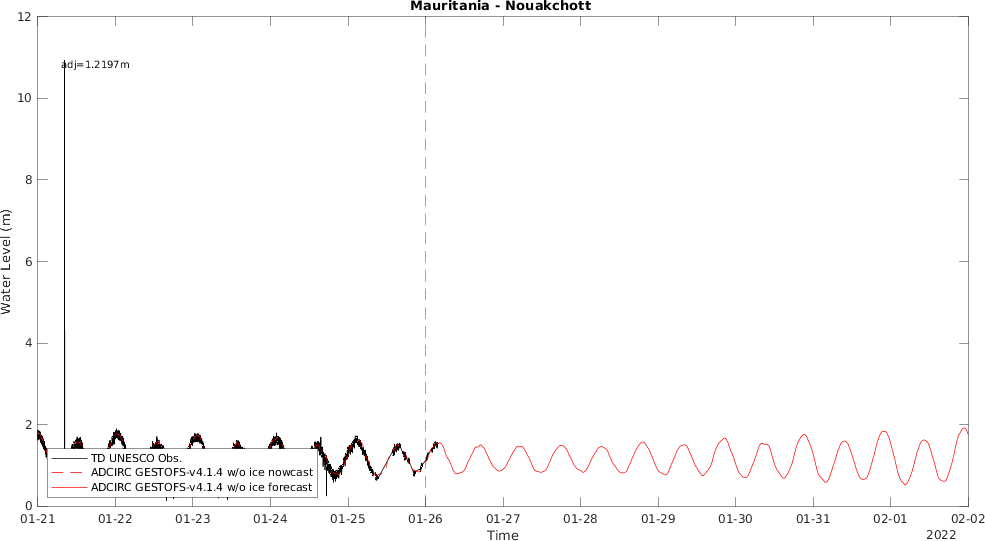 Mauritania - Nouakchott
12
adj=1.2197m
10
8
6
4
2
0
Water Level (m)
TD UNESCO Obs.
ADCIRC GESTOFS-v4.1.4 w/o ice nowcast
ADCIRC GESTOFS-v4.1.4 w/o ice forecast
01-21 01-22 01-23 01-24 01-25 01-26 01-27 01-28 01-29 01-30 01-31 02-01 02-02
Time
2022